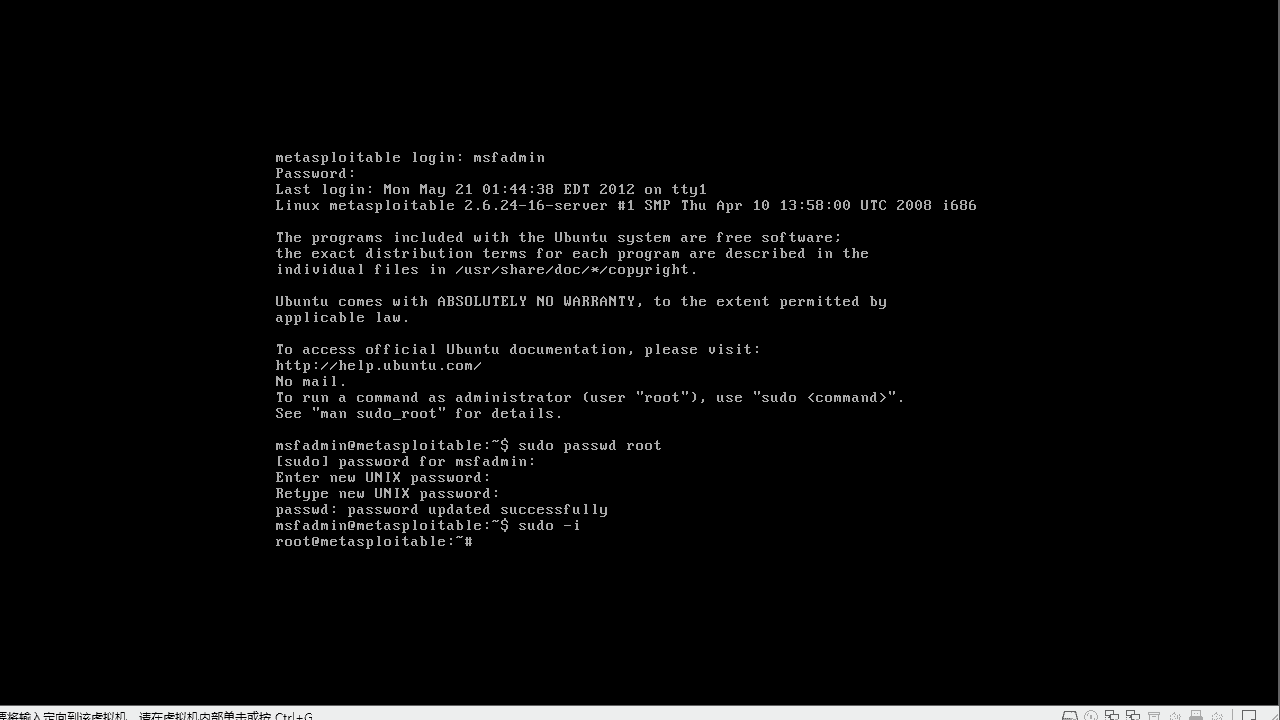 metasploitable login: msfadmin
Password:
Last login: Mon May 21 01:44:38 EDT 2012 on tty1
Linux metasploitable 2.6.24-16-server #1 SMP Thu Apr 10 13:58:00 UTC 2008 i686
The programs included with the Ubuntu system are free software;
the exact distribution terms for each program are described in the
individual files in /usr/share/doc/*/copyright.
Ubuntu comes with ABSOLUTELY NO WARRANTY, to the extent permitted by
applicable law.
To access official Ubuntu documentation, please visit:
http://help.ubuntu.com/
No mail.
To run a command as administrator (user "root"), use "sudo <command>".
See "man sudo_root" for details.
msfadmin@metasploitable:~$ sudo passwd root
[sudo] password for msfadmin:
Enter new UNIX password:
Retype new UNIX password:
passwd: password updated successfully
msfadmin@metasploitable:~$ sudo -i
root@metasploitable:~#
要将输入定向到该虚拟机，请在虚拟机内部单击或按 Ctrl+G